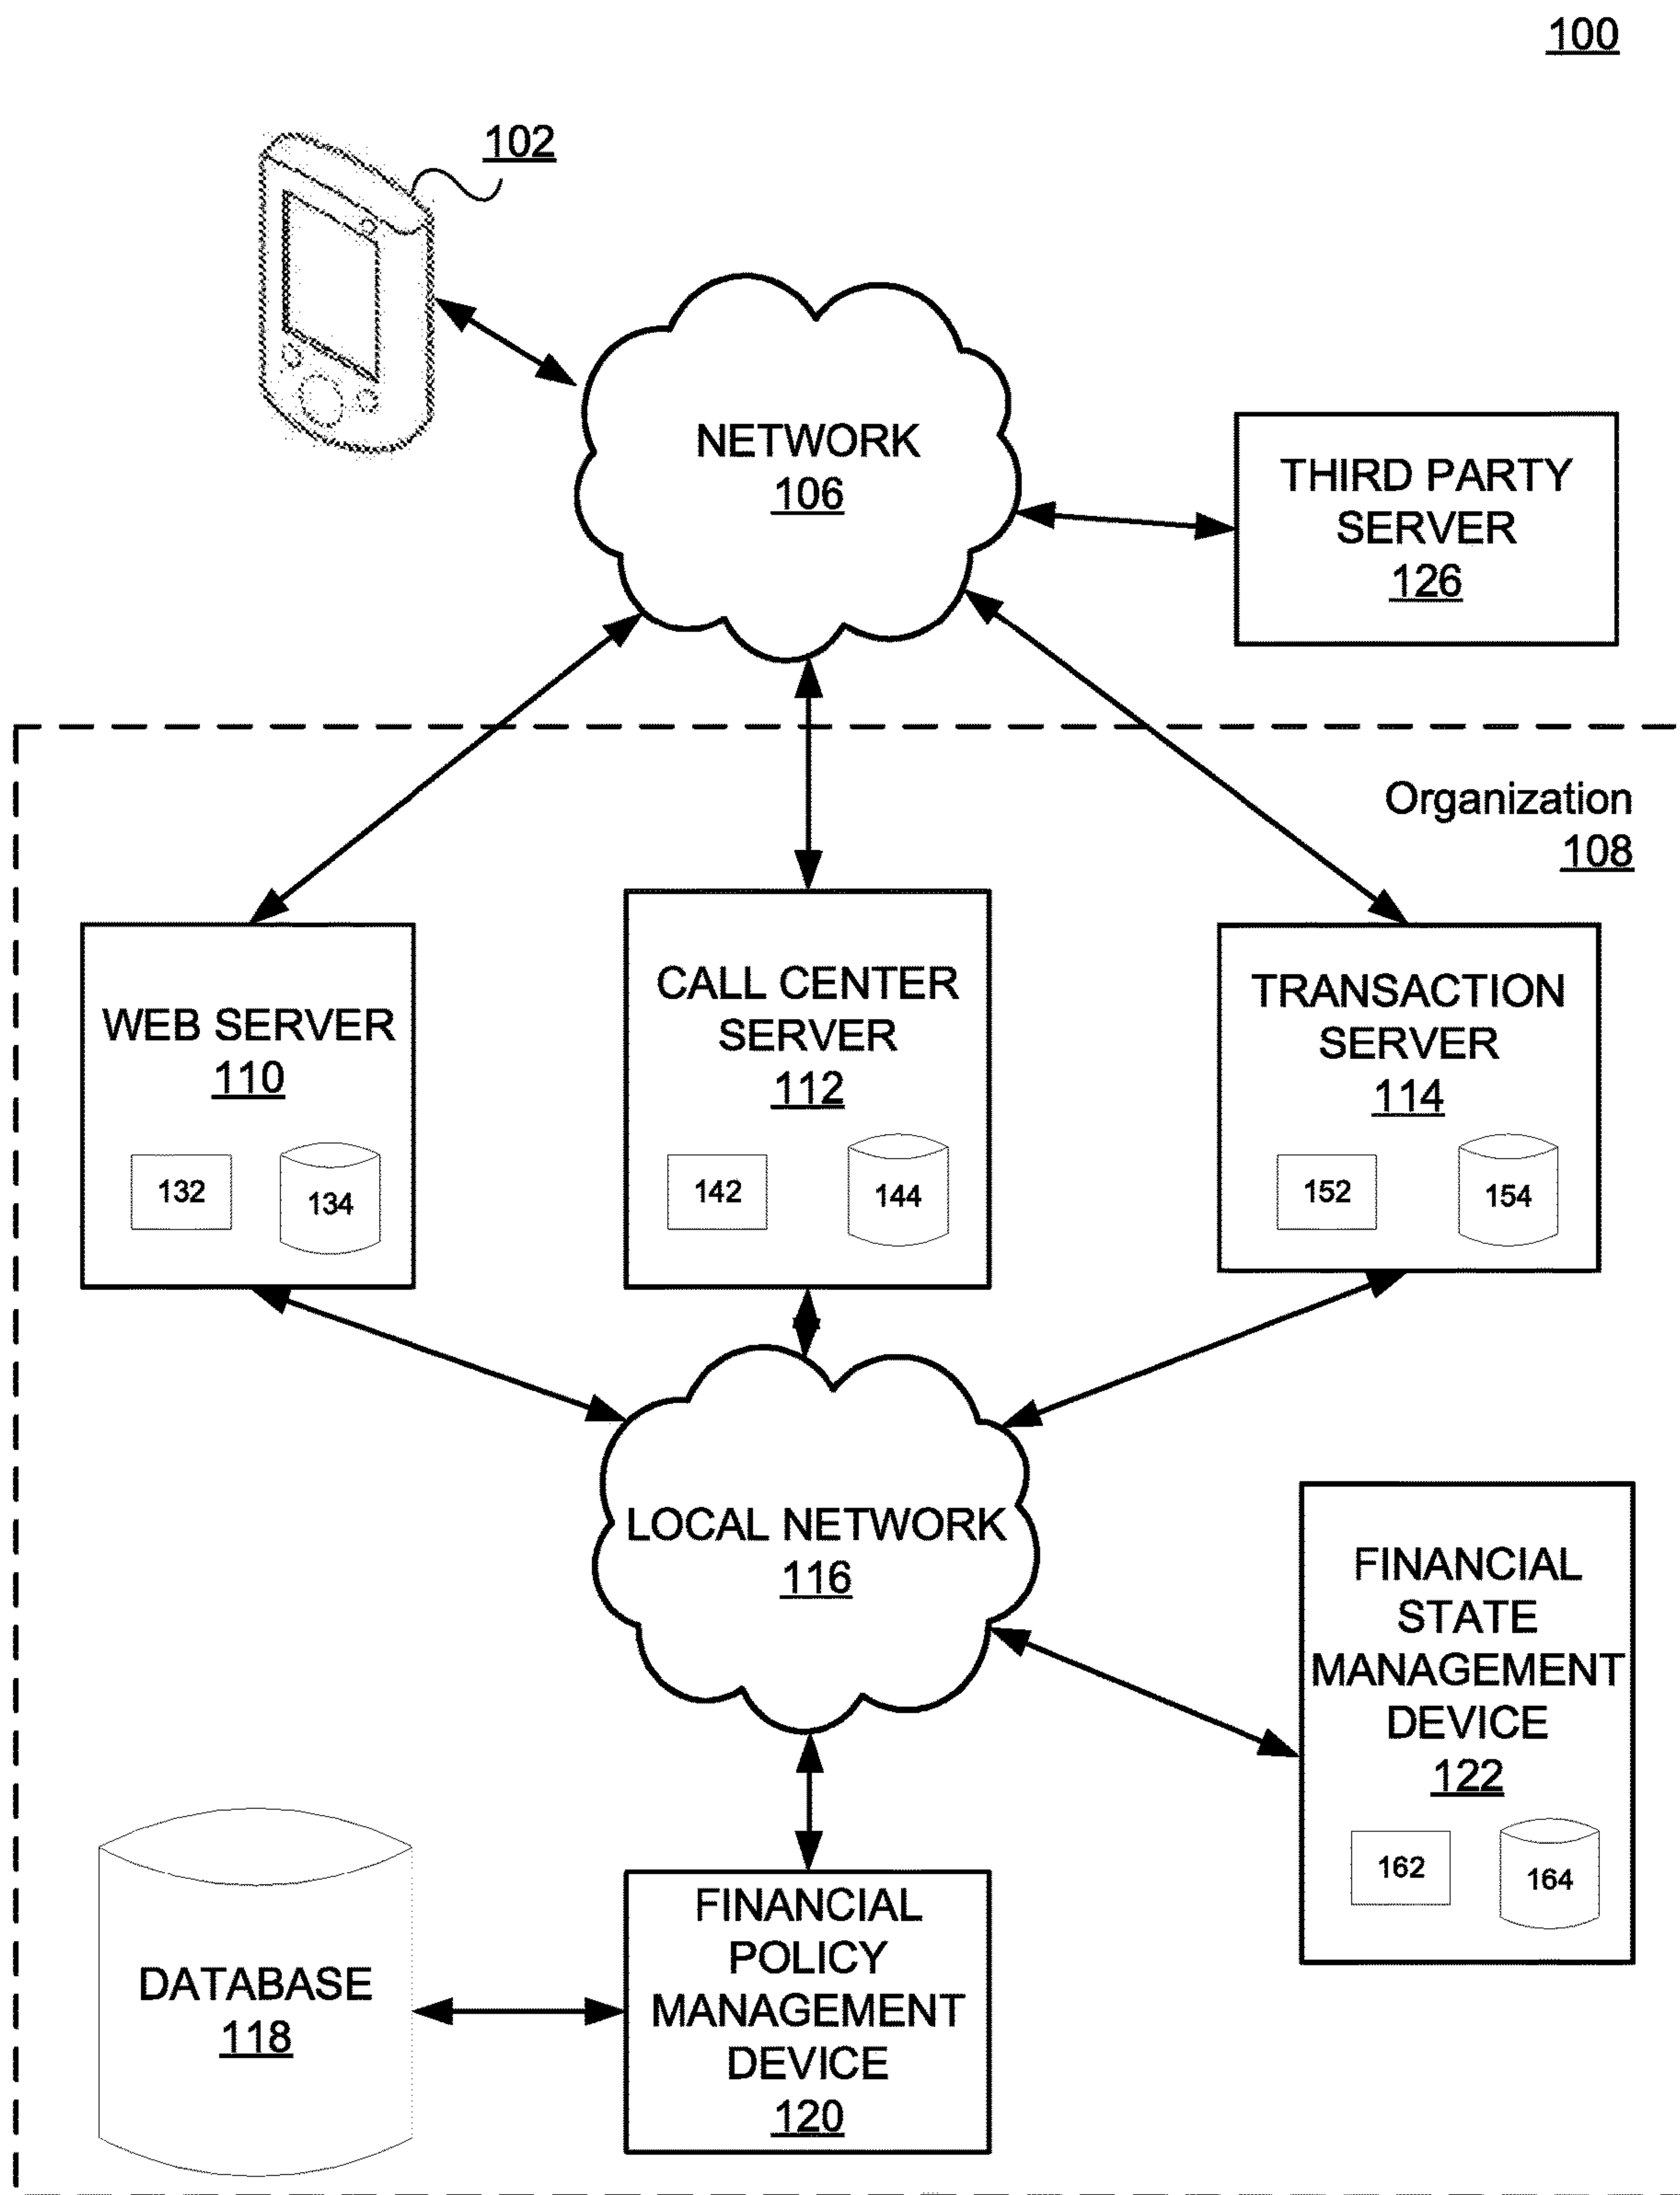 100
102
NETWORK
106
THIRD PARTY
SERVER
126
Organization
108
WEB SERVER
110
132
134
CALL CENTER
SERVER
112
142
144
TRANSACTION
SERVER
114
152
154
LOCAL NETWORK
116
FINANCIAL
STATE
MANAGEMENT
DEVICE
122
162
164
DATABASE
118
FINANCIAL
POLICY
MANAGEMENT
DEVICE
120